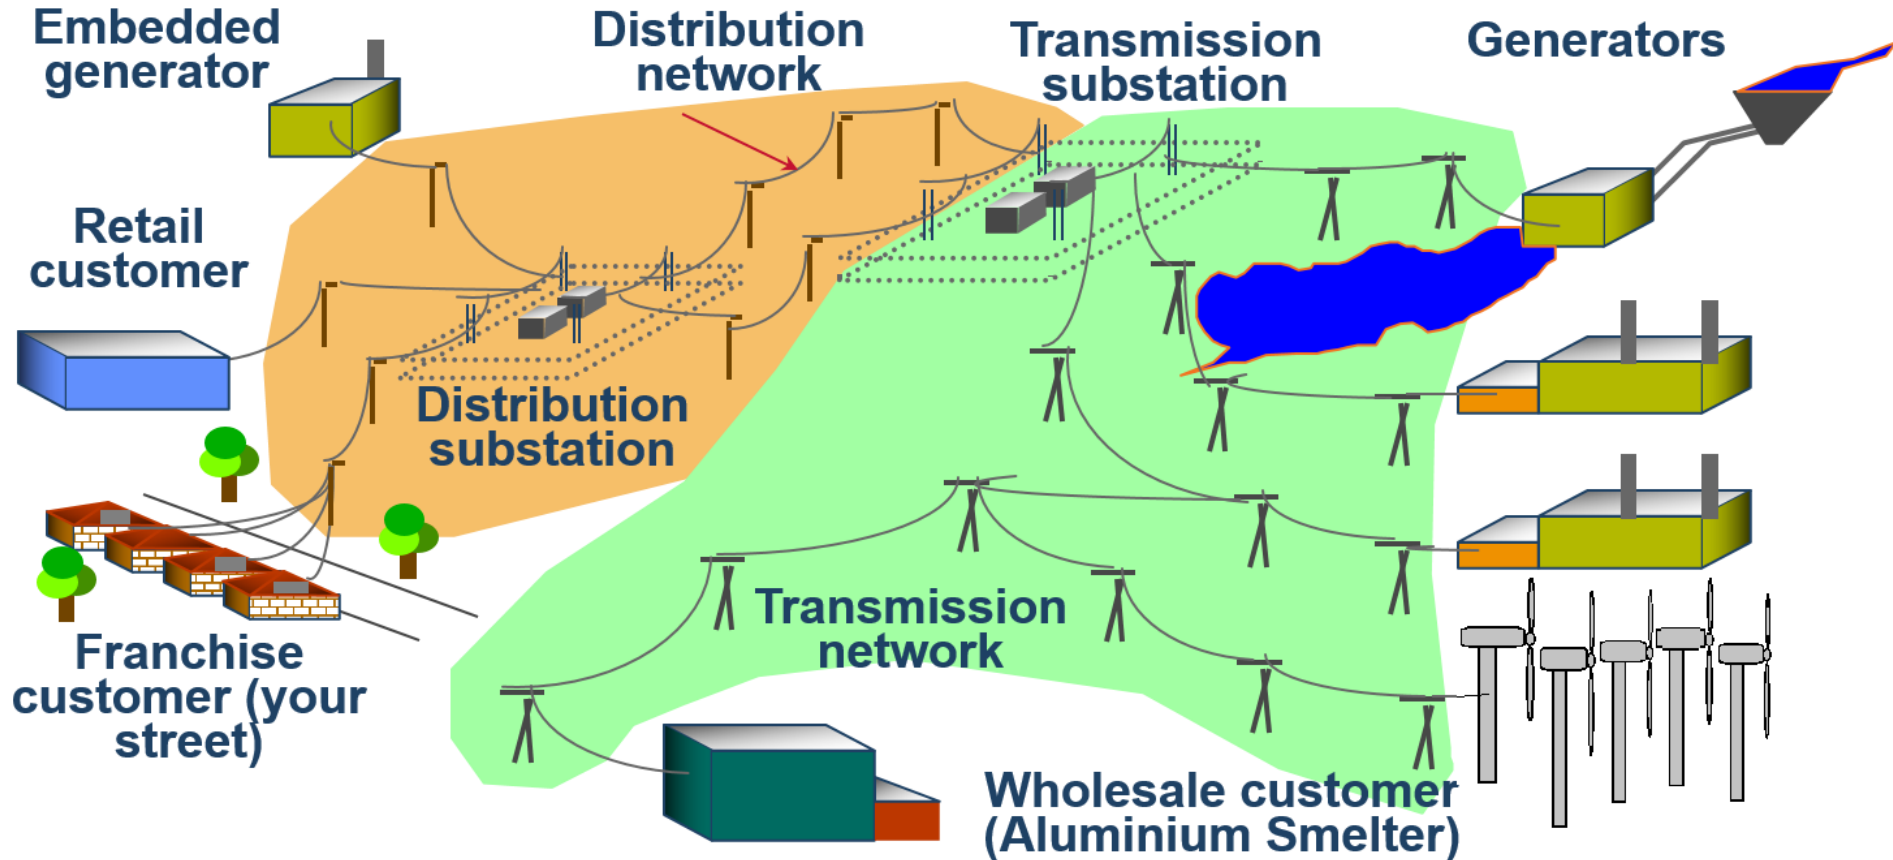 Embedded
generator
Distribution
network
Transmission
substation
Generators
Retail
customer
Distribution
substation
Transmission
network
Franchise
customer (your
street)
Wholesale customer
(Aluminium Smelter)